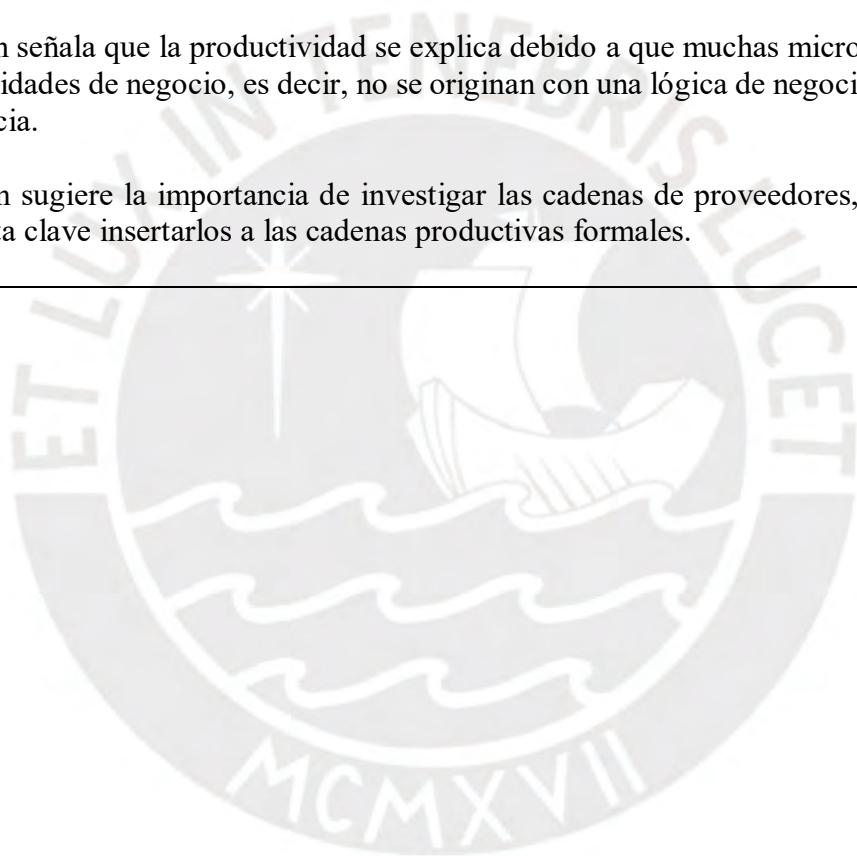 n señala que la productividad se explica debido a que muchas micro
idades de negocio, es decir, no se originan con una lógica de negoci
cia.
n sugiere la importancia de investigar las cadenas de proveedores,
ta clave insertarlos a las cadenas productivas formales.
ET LUX IN TENEBRIS LUCET
MCMXVII